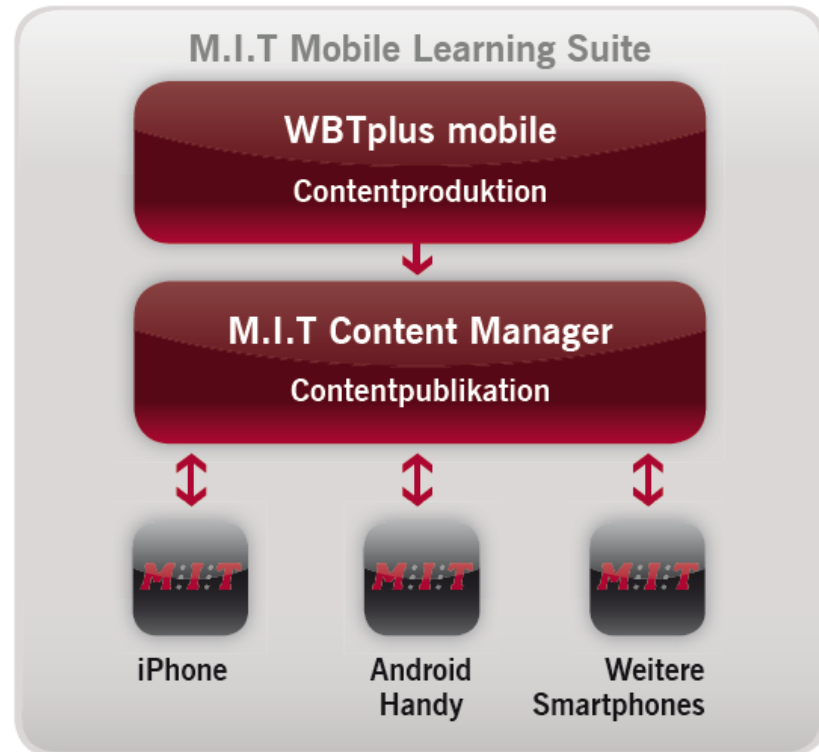 M.I.T Mobile Learning Suite
WBTplus mobile
Contentproduktion
M.I.T Content Manager
Contentpublikation
M:I:T M:I:T M:I:T
iPhone Android Weitere
Handy Smartphones